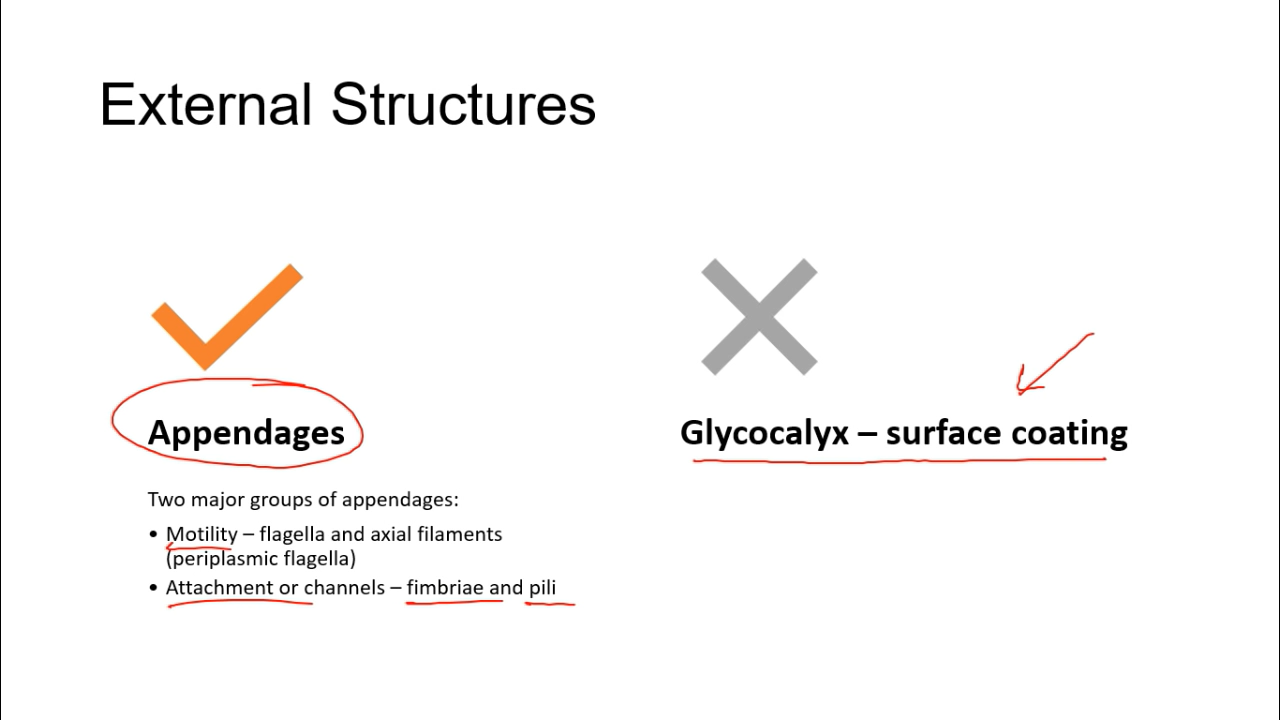 External Structures
Appendages
Two major groups of appendages:
• Motility – flagella and axial filaments
(periplasmic flagella)
• Attachment or channels – fimbriae and pili
Glycocalyx – surface coating